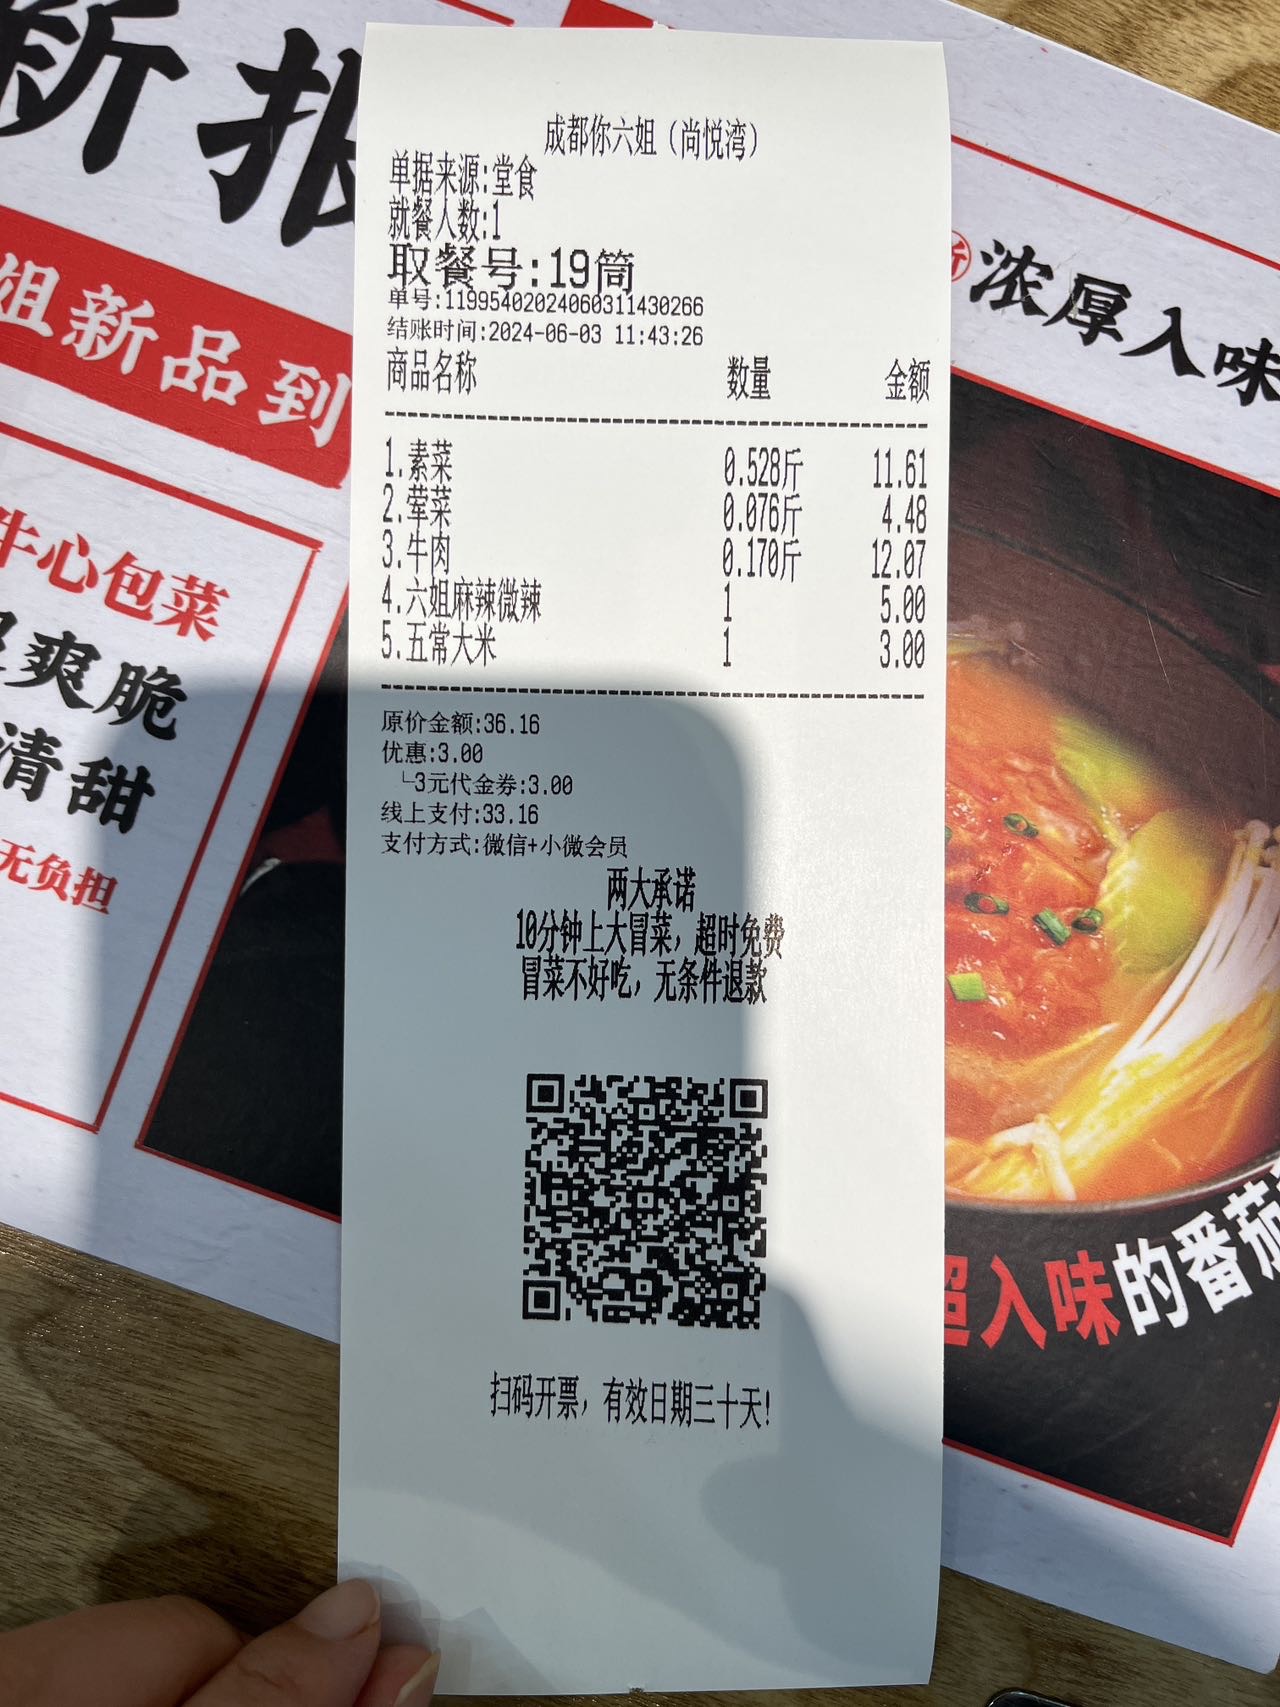 新 扣
姐新品到
牛心包菜
爽脆
清甜
无负担
成都你六姐（尚悦湾）
单据来源:堂食
就餐人数:1
取餐号:19筒
单号:11995402024060311430266
结账时间:2024-06-03 11:43:26
商品名称 数量 金额
1.素菜 0.528斤 11.61
2.荤菜 0.076斤 4.48
3.牛肉 0.170斤 12.07
4.六姐麻辣微辣 1 5.00
5.五常大米 1 3.00
原价金额:36.16
优惠:3.00
└3元代金券:3.00
线上支付:33.16
支付方式:微信+小微会员
两大承诺
10分钟上大冒菜，超时免费
冒菜不好吃，无条件退款
扫码开票，有效日期三十天!
新 浓厚入味
超入味的番茄